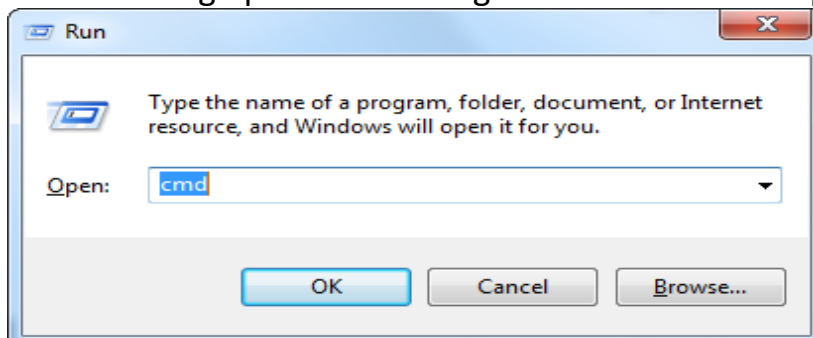 Run
Type the name of a program, folder, document, or Internet
resource, and Windows will open it for you.
Open: cmd
OK Cancel Browse...